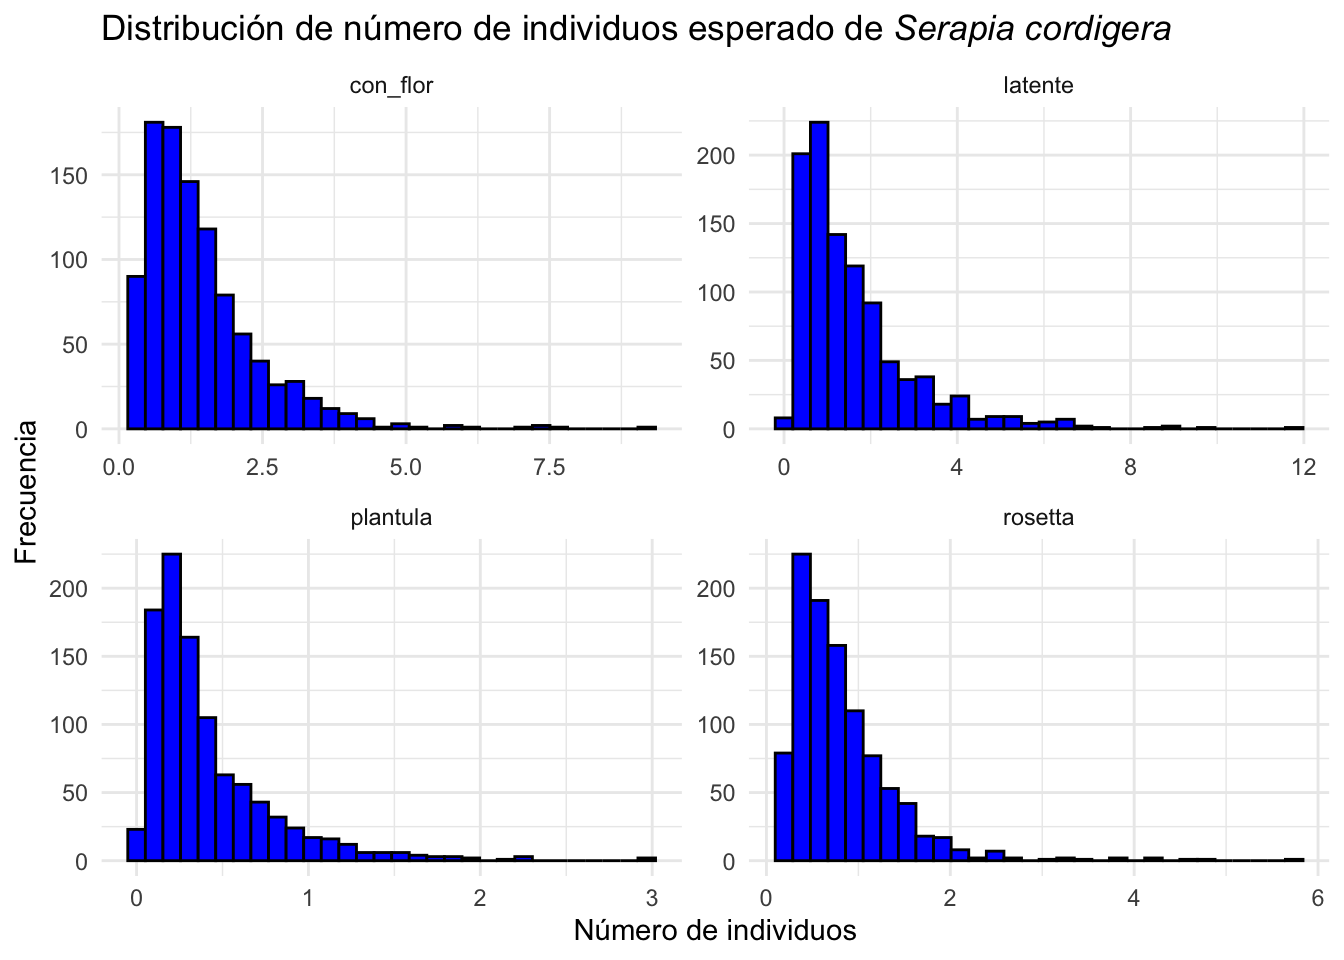 Distribución de número de individuos esperado de Serapia cordigera
con_flor
latente
150
100
50
0
0.0 2.5 5.0 7.5
200
150
100
50
0
0 4 8 12
plantula
rosetta
200
150
100
50
0
0 1 2 3
200
150
100
50
0
0 2 4 6
Frecuencia
Número de individuos